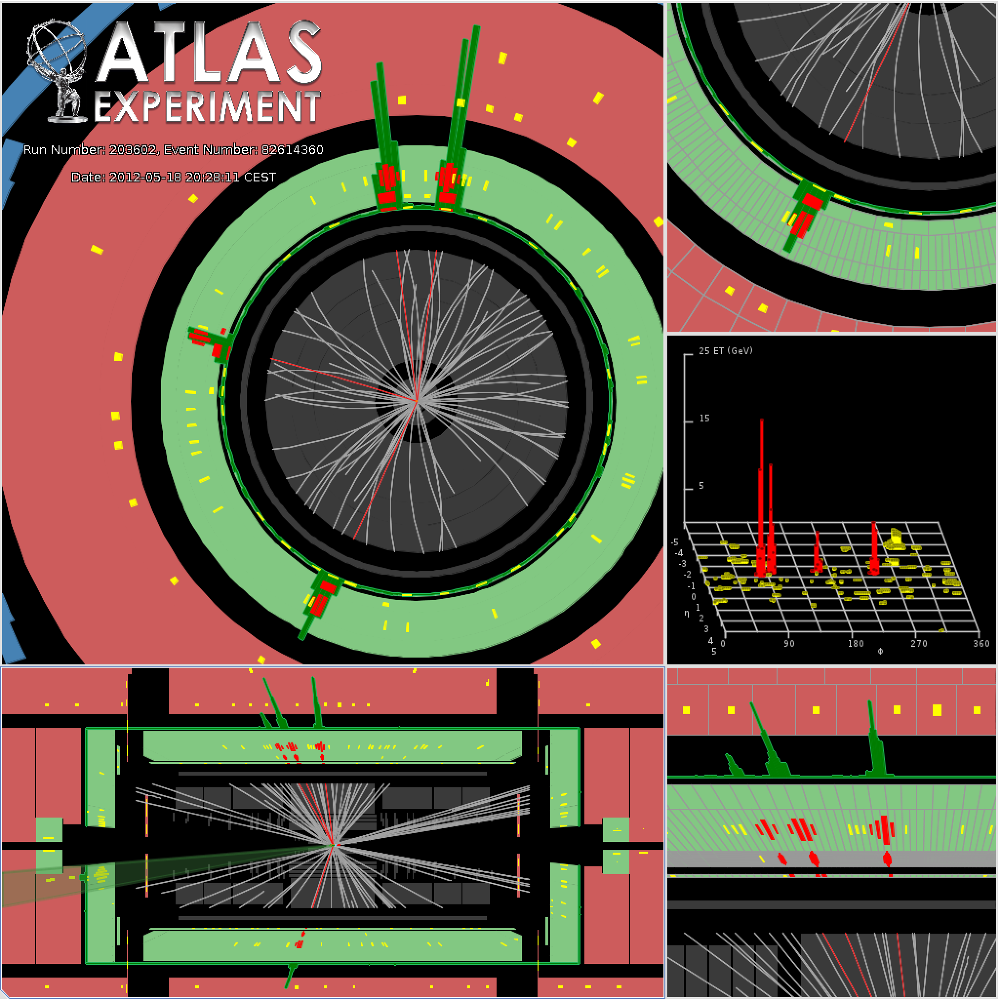 ATLAS
EXPERIMENT
Run Number: 203602, Event Number: 82614360
Date: 2012-05-18 20:28:11 CEST
25 ET (GeV)
15
5
-5
-4
-3
-2
-1
0
1
η 2
3
4
5
0 90 180 270 360
Φ